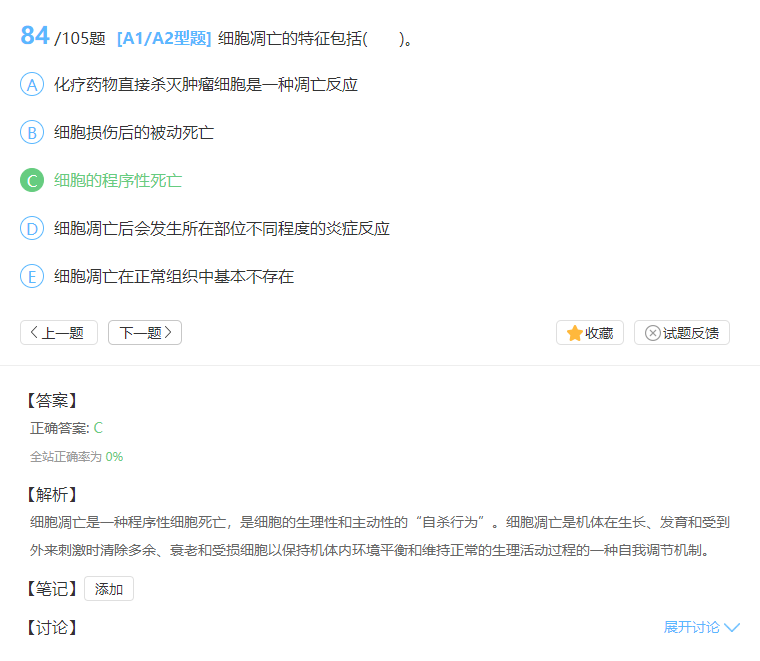 84 /105题 [A1/A2型题] 细胞凋亡的特征包括(  )。
A 化疗药物直接杀灭肿瘤细胞是一种凋亡反应
B 细胞损伤后的被动死亡
C 细胞的程序性死亡
D 细胞凋亡后会发生所在部位不同程度的炎症反应
E 细胞凋亡在正常组织中基本不存在
上一题 下一题 收藏 试题反馈
【答案】
正确答案: C
全站正确率为 0%
【解析】
细胞凋亡是一种程序性细胞死亡，是细胞的生理性和主动性的“自杀行为”。细胞凋亡是机体在生长、发育和受到
外来刺激时清除多余、衰老和受损细胞以保持机体内环境平衡和维持正常的生理活动过程的一种自我调节机制。
【笔记】 添加
【讨论】 展开讨论